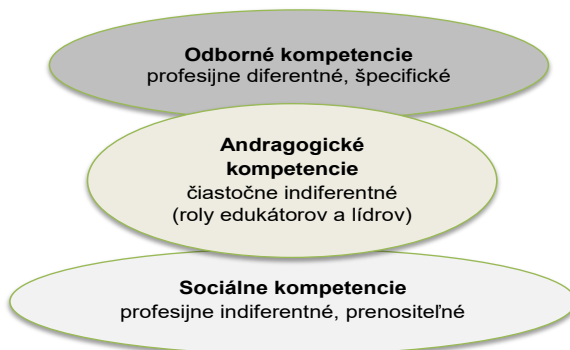 Odborné kompetencie
profesijne diferentné, špecifické
Andragogické
kompetencie
čiastočne indiferentné
(roly edukátorov a lídrov)
Sociálne kompetencie
profesijne indiferentné, prenositeľné